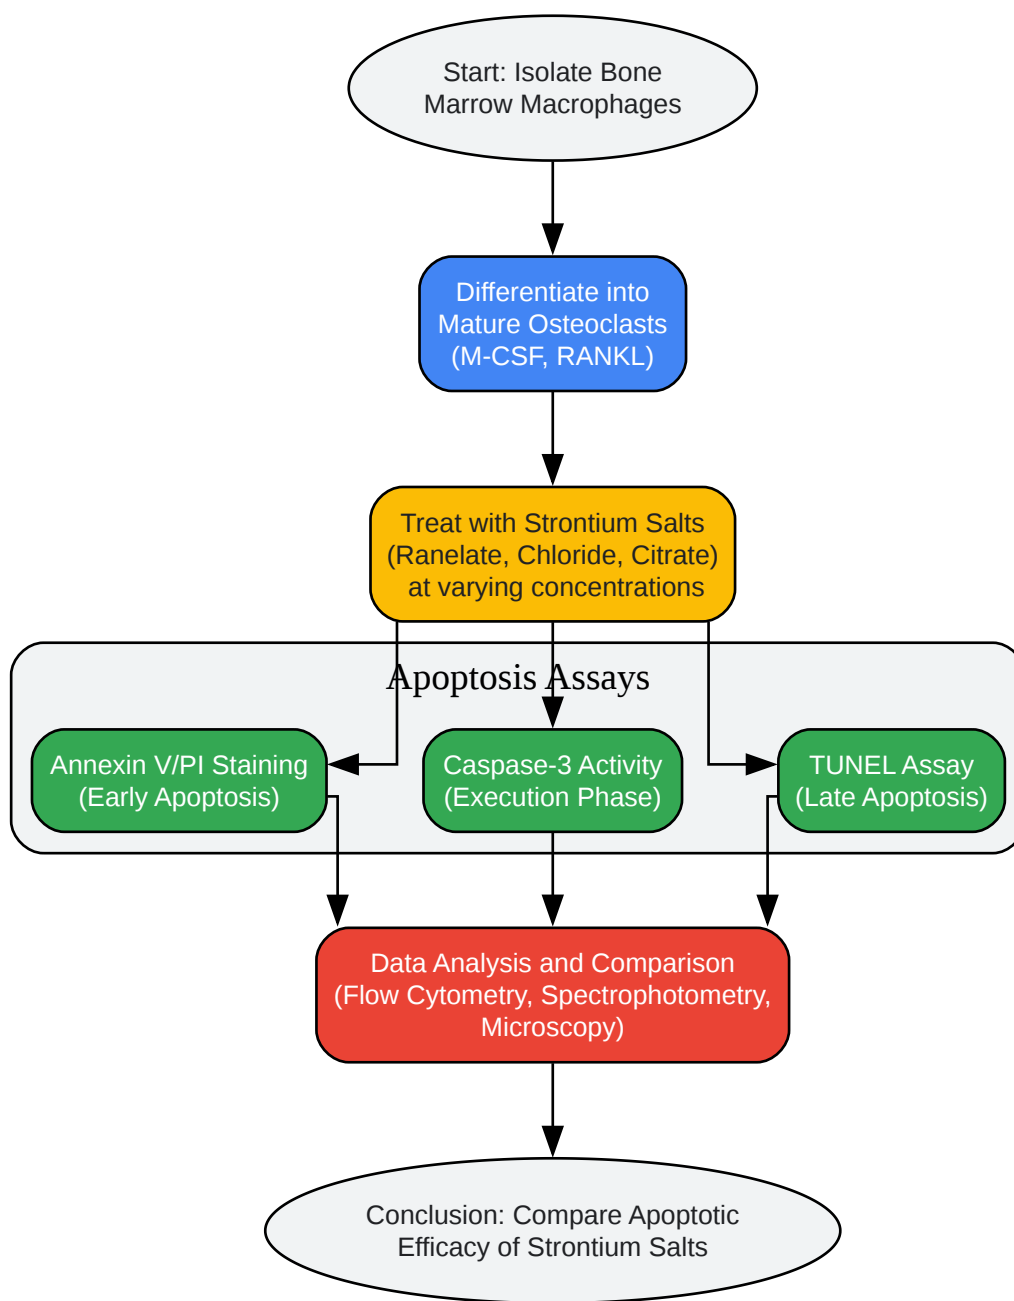 Start: Isolate Bone
Marrow Macrophages
Differentiate into
Mature Osteoclasts
(M-CSF, RANKL)
Treat with Strontium Salts
(Ranelate, Chloride, Citrate)
at varying concentrations
Apoptosis Assays
Annexin V/PI Staining
(Early Apoptosis)
Caspase-3 Activity
(Execution Phase)
TUNEL Assay
(Late Apoptosis)
Data Analysis and Comparison
(Flow Cytometry, Spectrophotometry,
Microscopy)
Conclusion: Compare Apoptotic
Efficacy of Strontium Salts